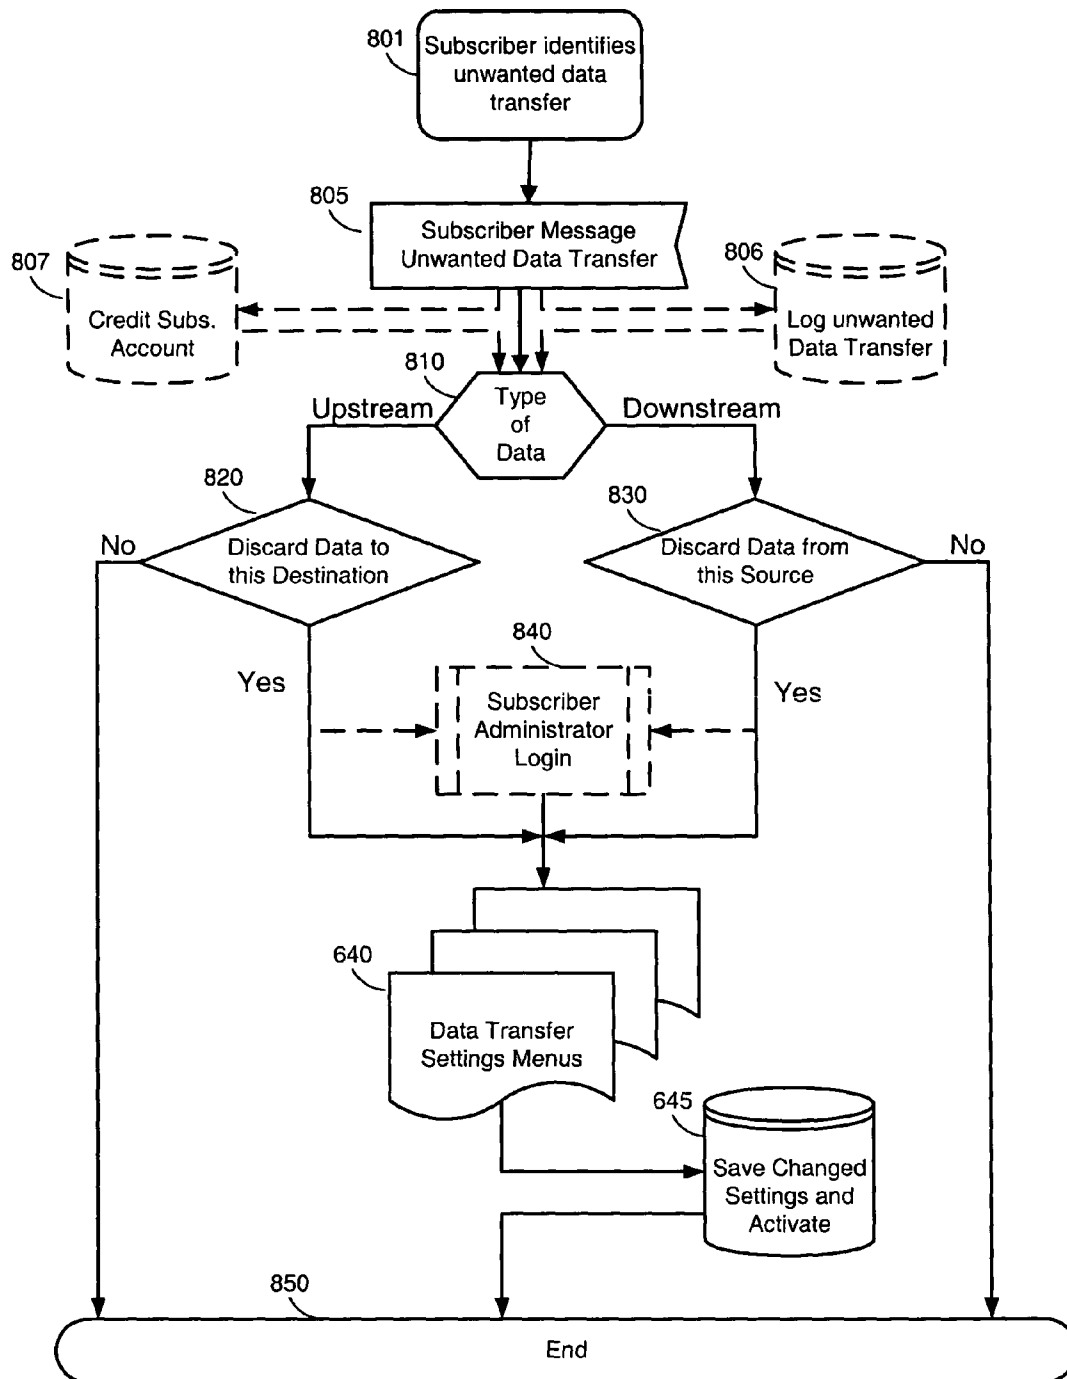 801
Subscriber identifies
unwanted data
transfer
805
Subscriber Message
Unwanted Data Transfer
807
Credit Subs.
Account
806
Log unwanted
Data Transfer
810
Type
of
Data
Upstream
Downstream
820
Discard Data to
this Destination
No
Yes
830
Discard Data from
this Source
No
Yes
840
Subscriber
Administrator
Login
640
Data Transfer
Settings Menus
645
Save Changed
Settings and
Activate
850
End